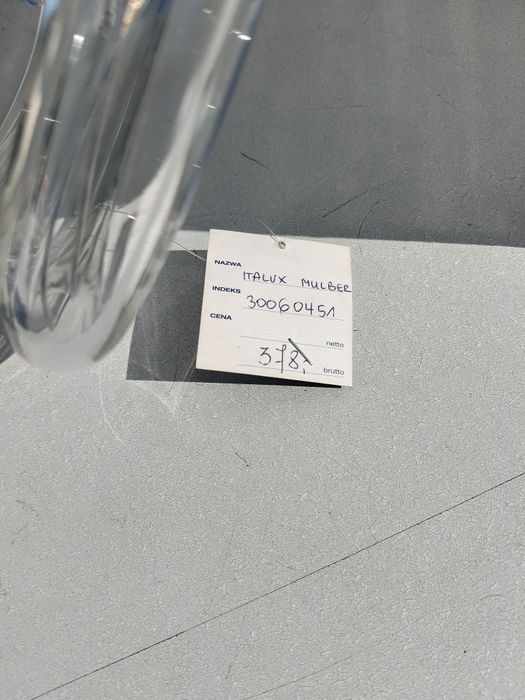 NAZWA ITALUX MULBER
INDEKS 30060451
CENA
netto
378,- brutto